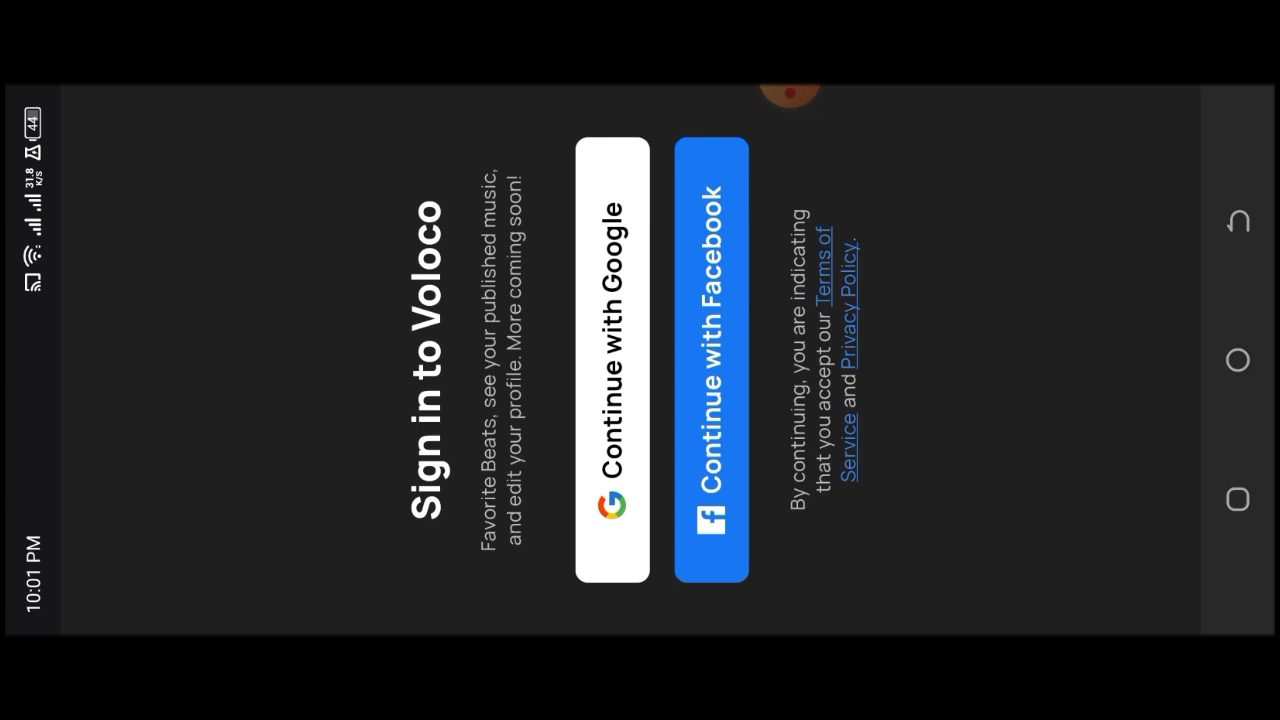 10:01 PM
31.8
K/S
44
Sign in to Voloco
Favorite Beats, see your published music,
and edit your profile. More coming soon!
Continue with Google
Continue with Facebook
By continuing, you are indicating
that you accept our Terms of
Service and Privacy Policy.